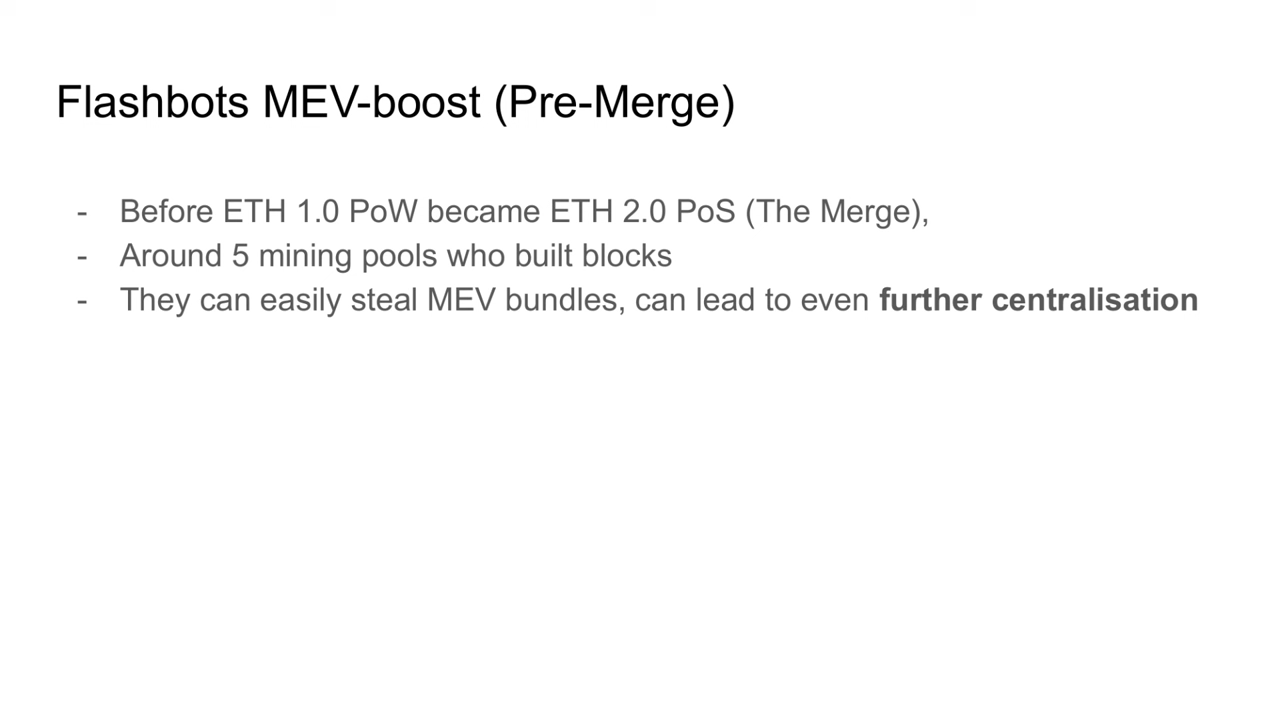 Flashbots MEV-boost (Pre-Merge)
- Before ETH 1.0 PoW became ETH 2.0 PoS (The Merge),
- Around 5 mining pools who built blocks
- They can easily steal MEV bundles, can lead to even further centralisation